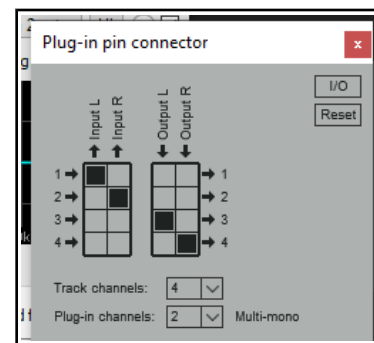 Plug-in pin connector
x
I/O
Reset
Input L
Input R
Output L
Output R
1
2
3
4
1
2
3
4
Track channels: 4
Plug-in channels: 2 Multi-mono